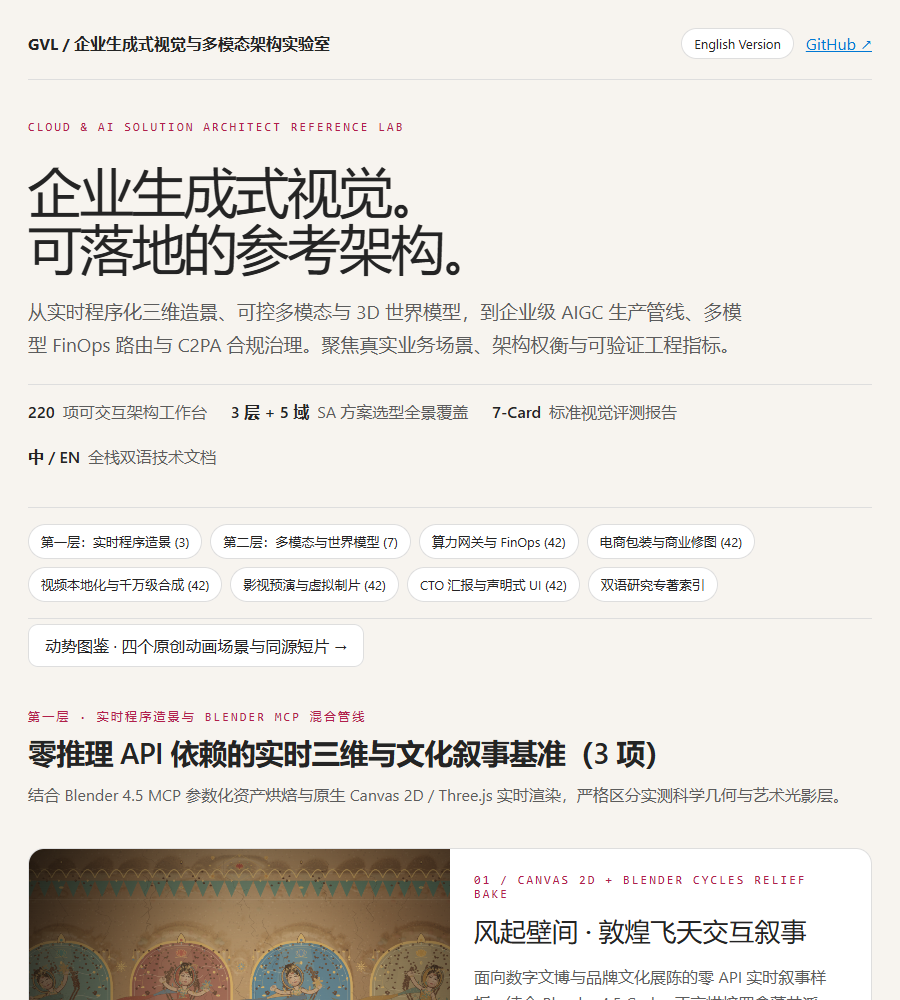 GVL / 企业生成式视觉与多模态架构实验室
English Version
GitHub ↗
CLOUD & AI SOLUTION ARCHITECT REFERENCE LAB
企业生成式视觉。
可落地的参考架构。
从实时程序化三维造景、可控多模态与 3D 世界模型，到企业级 AIGC 生产管线、多模
型 FinOps 路由与 C2PA 合规治理。聚焦真实业务场景、架构权衡与可验证工程指标。
220 项可交互架构工作台 3 层 + 5 域 SA 方案选型全景覆盖 7-Card 标准视觉评测报告
中 / EN 全栈双语技术文档
第一层：实时程序造景 (3) 第二层：多模态与世界模型 (7) 算力网关与 FinOps (42) 电商包装与商业修图 (42)
视频本地化与千万级合成 (42) 影视预演与虚拟制片 (42) CTO 汇报与声明式 UI (42) 双语研究专著索引
动势图鉴 · 四个原创动画场景与同源短片 →
第一层 · 实时程序造景与 BLENDER MCP 混合管线
零推理 API 依赖的实时三维与文化叙事基准（3 项）
结合 Blender 4.5 MCP 参数化资产烘焙与原生 Canvas 2D / Three.js 实时渲染，严格区分实测科学几何与艺术光影层。
01 / CANVAS 2D + BLENDER CYCLES RELIEF
BAKE
风起壁间 · 敦煌飞天交互叙事
面向数字文博与品牌文化展陈的零 API 实时叙事样